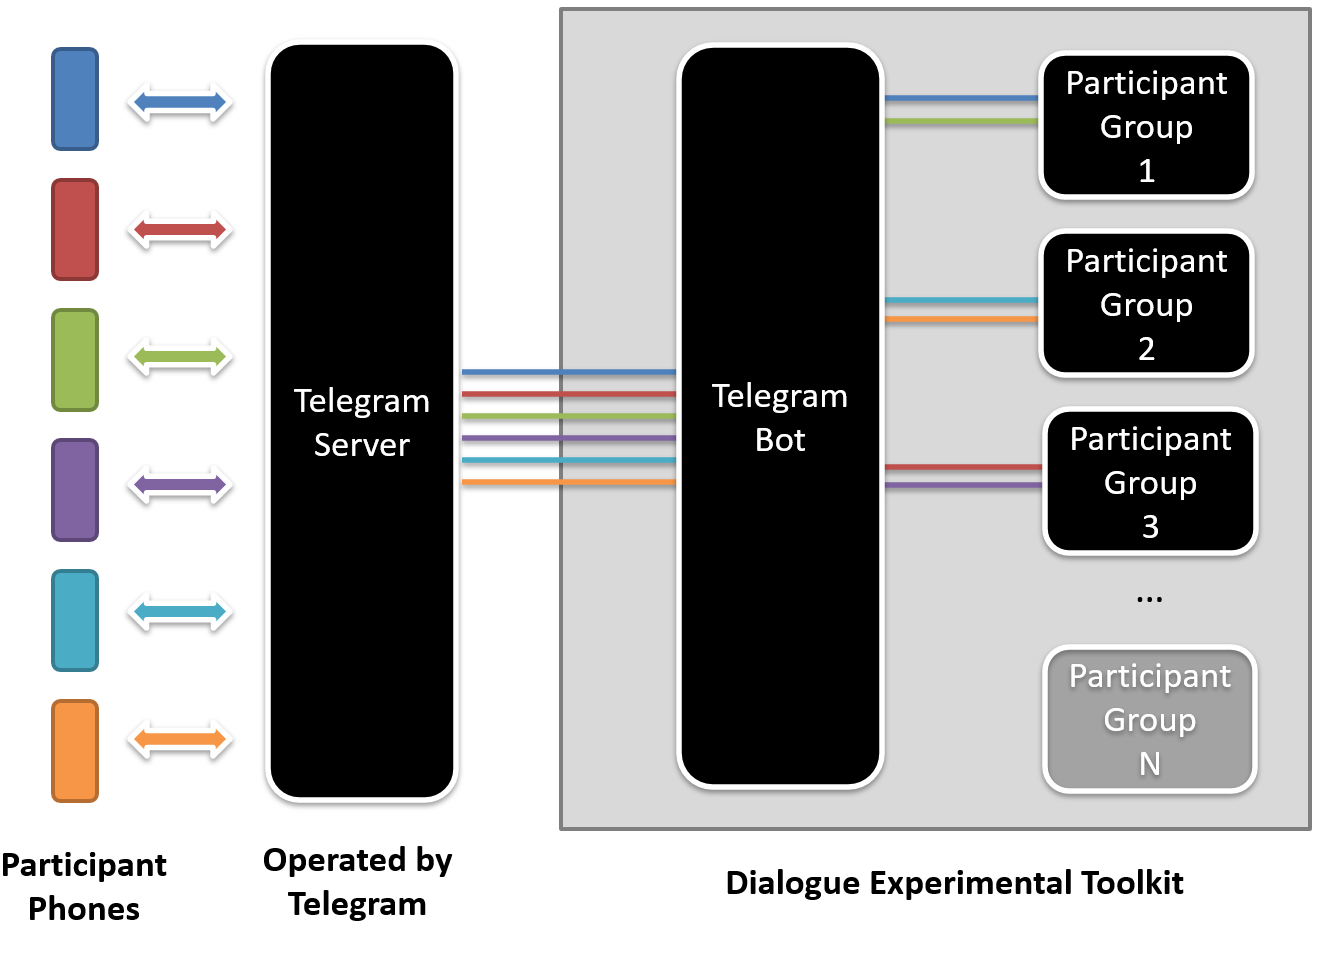 Participant
Group
1
Participant
Group
2
Telegram
Server
Telegram
Bot
Participant
Group
3
...
Participant
Group
N
Participant
Phones
Operated by
Telegram
Dialogue Experimental Toolkit